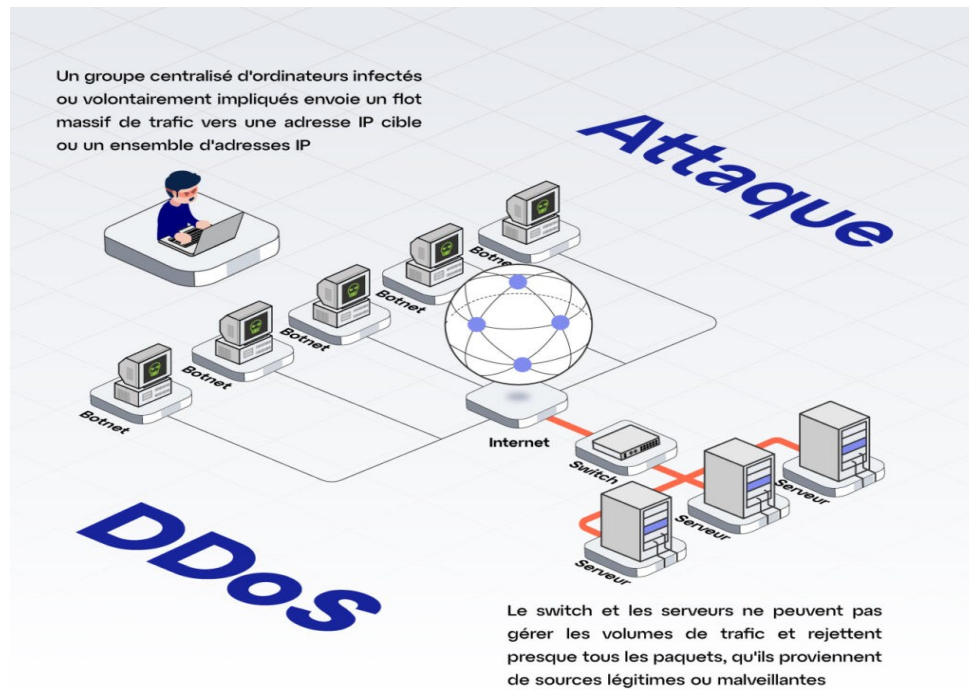 Un groupe centralisé d'ordinateurs infectés
ou volontairement impliqués envoie un flot
massif de trafic vers une adresse IP cible
ou un ensemble d'adresses IP
Attaque
Botnet
Botnet
Botnet
Botnet
Botnet
Internet
Switch
Serveur
Serveur
Serveur
DDoS
Le switch et les serveurs ne peuvent pas
gérer les volumes de trafic et rejettent
presque tous les paquets, qu'ils proviennent
de sources légitimes ou malveillantes